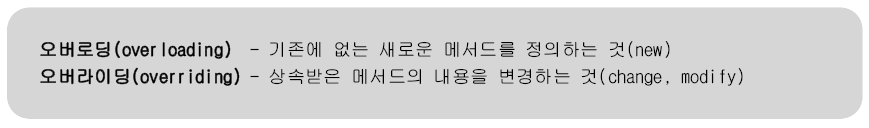 오버로딩(overloading) - 기존에 없는 새로운 메서드를 정의하는 것(new)
오버라이딩(overriding) - 상속받은 메서드의 내용을 변경하는 것(change, modify)